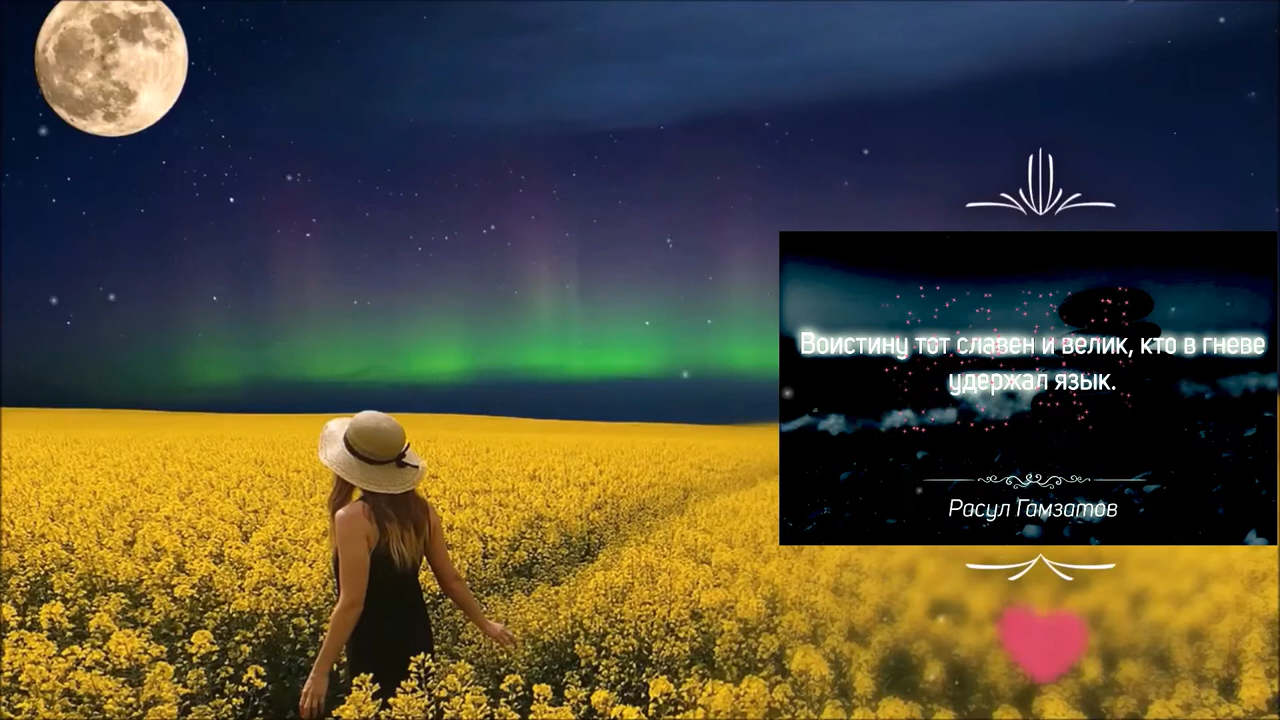 Воистину тот славен и велик, кто в гневе
удержал язык.
Расул Гамзатов